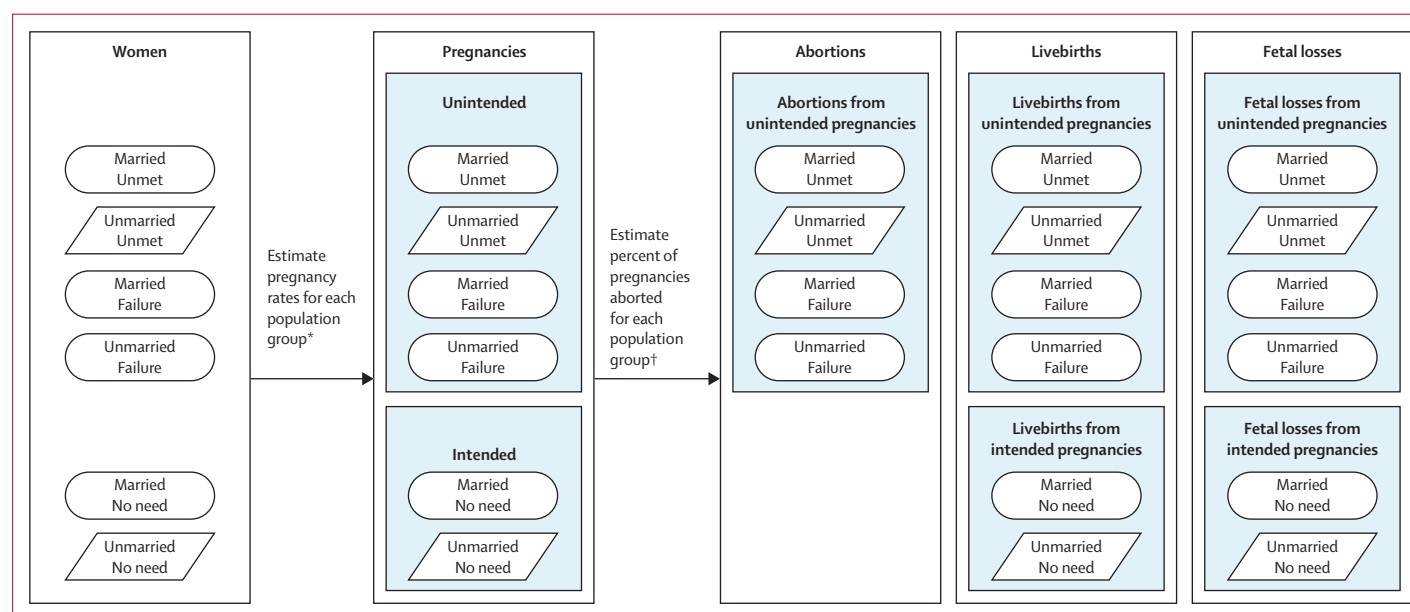 Women
Married
Unmet
Unmarried
Unmet
Married
Failure
Unmarried
Failure
Married
No need
Unmarried
No need
Estimate
pregnancy
rates for each
population
group*
Pregnancies
Unintended
Married
Unmet
Unmarried
Unmet
Married
Failure
Unmarried
Failure
Intended
Married
No need
Unmarried
No need
Estimate
percent of
pregnancies
aborted
for each
population
group†
Abortions
Abortions from
unintended pregnancies
Married
Unmet
Unmarried
Unmet
Married
Failure
Unmarried
Failure
Livebirths
Livebirths from
unintended pregnancies
Married
Unmet
Unmarried
Unmet
Married
Failure
Unmarried
Failure
Livebirths from
intended pregnancies
Married
No need
Unmarried
No need
Fetal losses
Fetal losses from
unintended pregnancies
Married
Unmet
Unmarried
Unmet
Married
Failure
Unmarried
Failure
Fetal losses from
intended pregnancies
Married
No need
Unmarried
No need